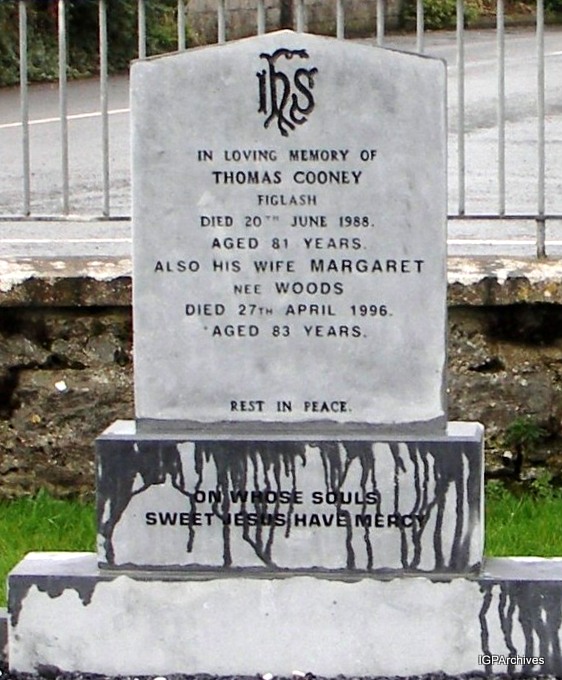 IHS
IN LOVING MEMORY OF
THOMAS COONEY
FIGLASH
DIED 20TH JUNE 1988.
AGED 81 YEARS.
ALSO HIS WIFE MARGARET
NEE WOODS
DIED 27TH APRIL 1996.
AGED 83 YEARS.
REST IN PEACE.
ON WHOSE SOULS
SWEET JESUS HAVE MERCY
IGPArchives